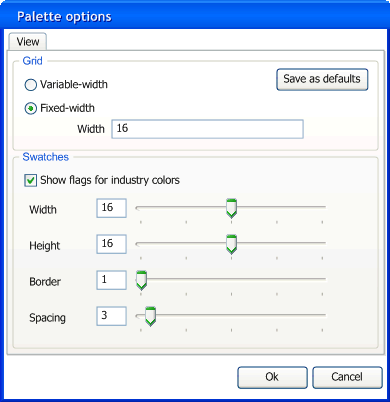 Palette options
View
Grid
Variable-width
Save as defaults
Fixed-width
Width 16
Swatches
Show flags for industry colors
Width 16
Height 16
Border 1
Spacing 3
Ok Cancel